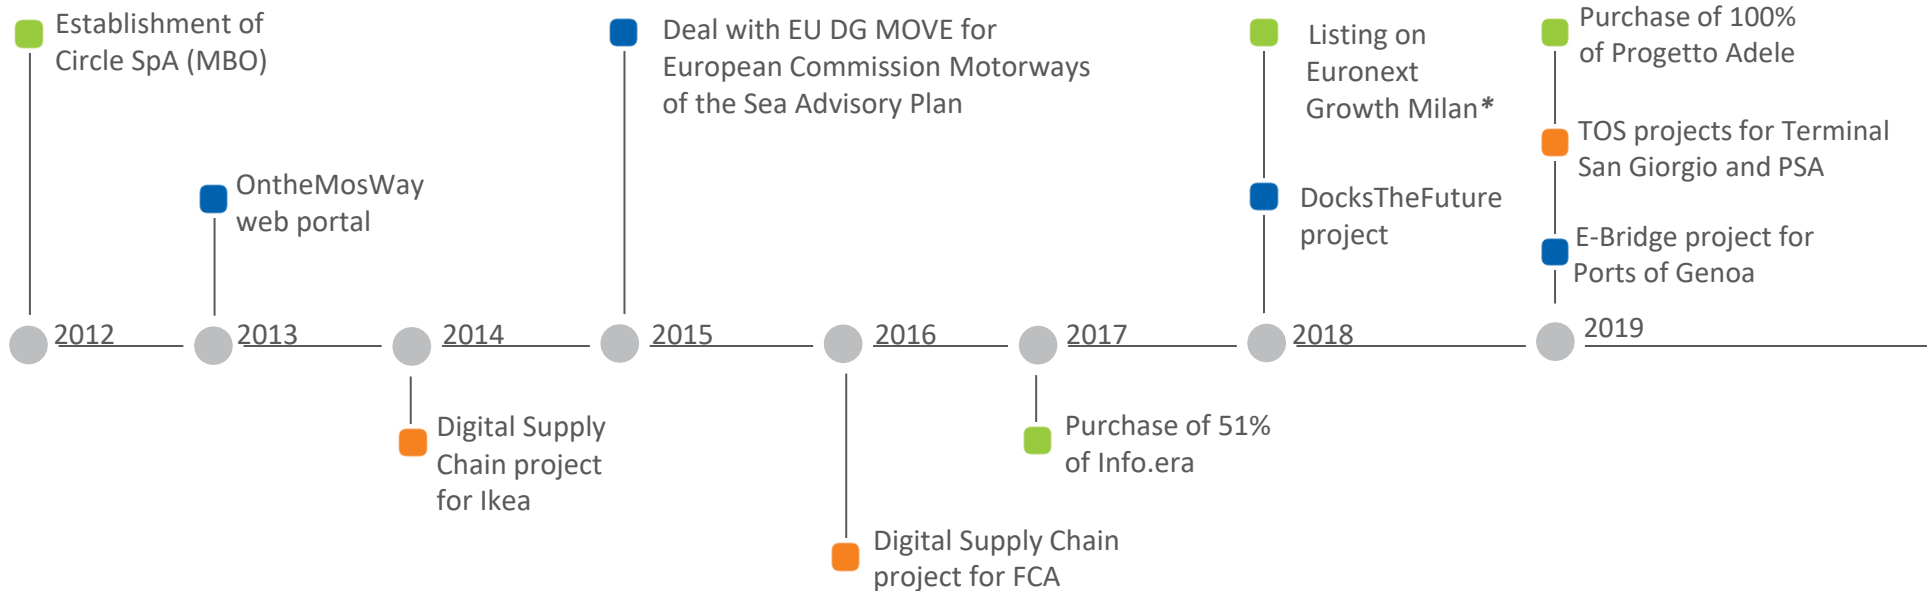 Establishment of
Circle SpA (MBO)
Deal with EU DG MOVE for
European Commission Motorways
of the Sea Advisory Plan
Listing on
Euronext
Growth Milan*
Purchase of 100%
of Progetto Adele
TOS projects for Terminal
San Giorgio and PSA
OntheMosWay
web portal
DocksTheFuture
project
E-Bridge project for
Ports of Genoa
2012
2013
2014
2015
2016
2017
2018
2019
Digital Supply
Chain project
for Ikea
Purchase of 51%
of Info.era
Digital Supply Chain
project for FCA